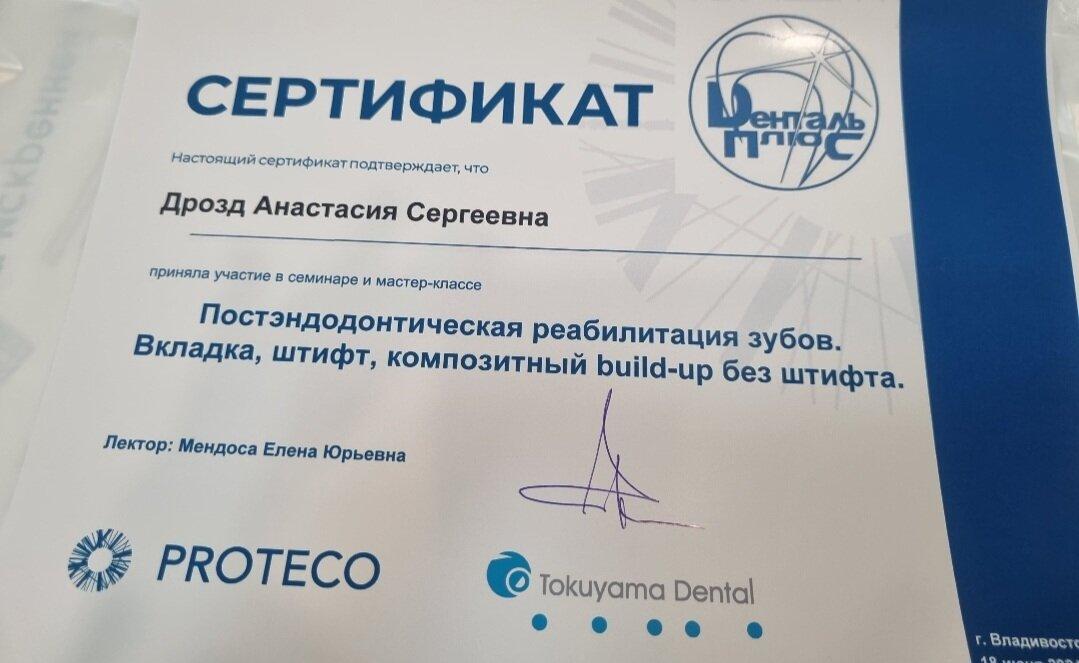 СЕРТИФИКАТ
Денталь
Плюс
Настоящий сертификат подтверждает, что
Дрозд Анастасия Сергеевна
приняла участие в семинаре и мастер-классе
Постэндодонтическая реабилитация зубов.
Вкладка, штифт, композитный build-up без штифта.
Лектор: Мендоса Елена Юрьевна
PROTECO
Tokuyama Dental
г. Владивосто